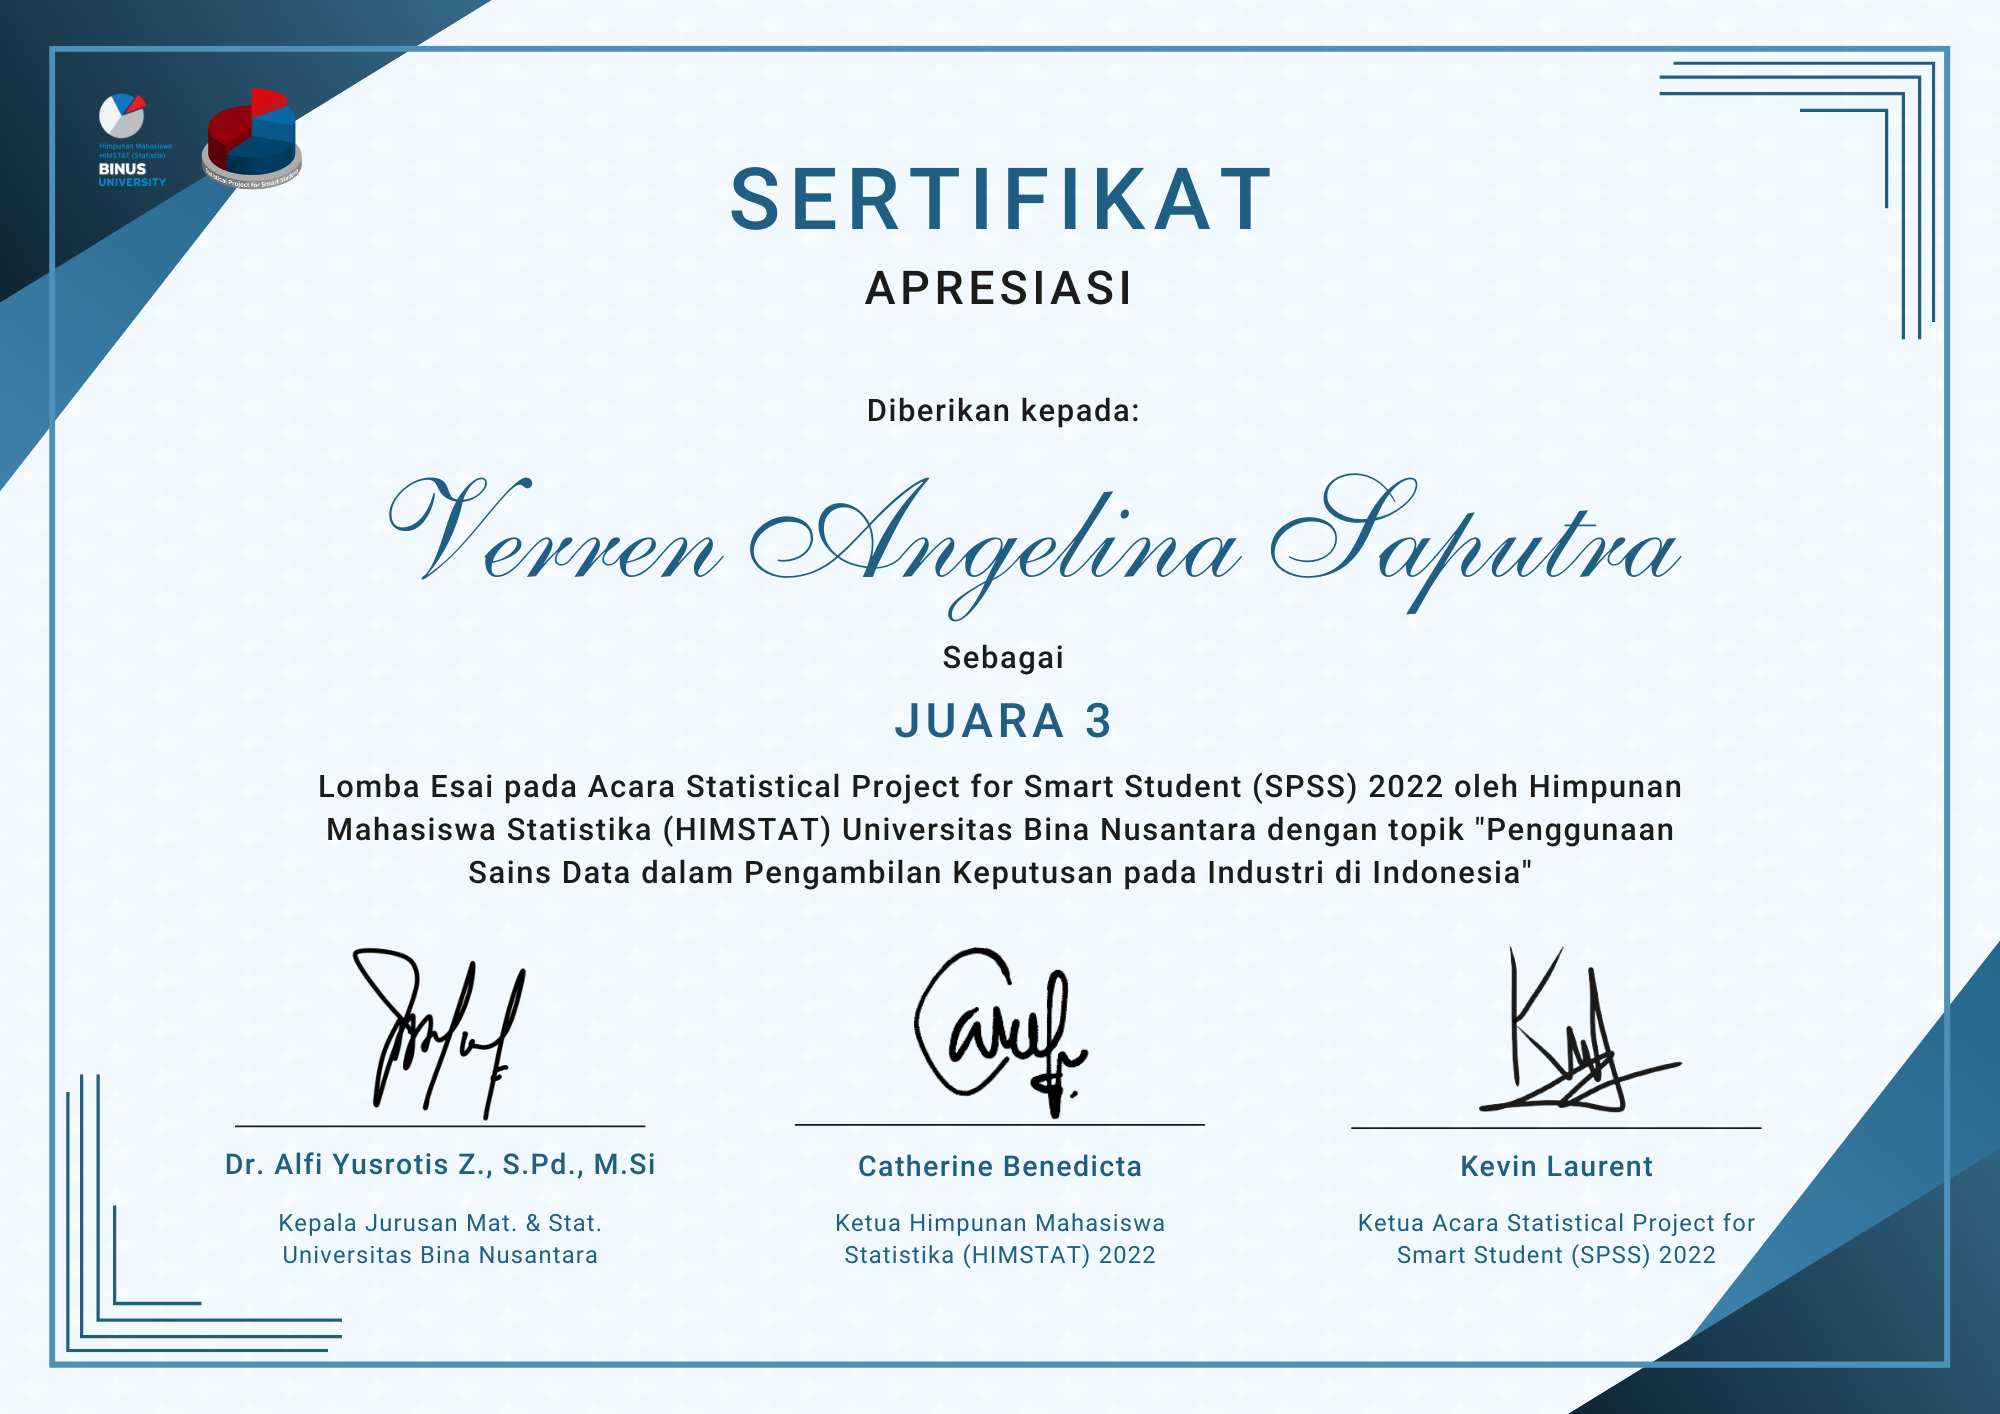 Himpunan Mahasiswa
HIMSTAT (Statistik)
BINUS
UNIVERSITY
Statistical Project for Smart Student
SERTIFIKAT
APRESIASI
Diberikan kepada:
Verren Angelina Saputra
Sebagai
JUARA 3
Lomba Esai pada Acara Statistical Project for Smart Student (SPSS) 2022 oleh Himpunan
Mahasiswa Statistika (HIMSTAT) Universitas Bina Nusantara dengan topik "Penggunaan
Sains Data dalam Pengambilan Keputusan pada Industri di Indonesia"
Dr. Alfi Yusrotis Z., S.Pd., M.Si
Kepala Jurusan Mat. & Stat.
Universitas Bina Nusantara
Catherine Benedicta
Ketua Himpunan Mahasiswa
Statistika (HIMSTAT) 2022
Kevin Laurent
Ketua Acara Statistical Project for
Smart Student (SPSS) 2022